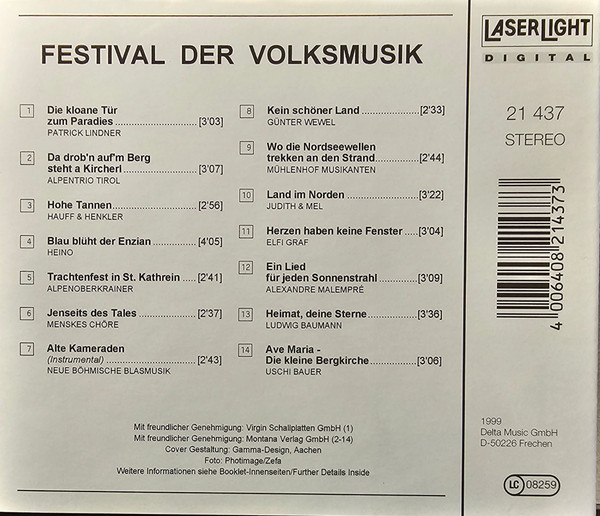 FESTIVAL DER VOLKSMUSIK
1 Die kloane Tür
zum Paradies ............................. [3'03]
PATRICK LINDNER
2 Da drob'n auf'm Berg
steht a Kircherl .......................... [3'07]
ALPENTRIO TIROL
3 Hohe Tannen .............................. [2'56]
HAUFF & HENKLER
4 Blau blüht der Enzian ................ [4'05]
HEINO
5 Trachtenfest in St. Kathrein ..... [2'41]
ALPENOBERKRAINER
6 Jenseits des Tales ..................... [2'37]
MENSKES CHÖRE
7 Alte Kameraden
(Instrumental) ................................ [2'43]
NEUE BÖHMISCHE BLASMUSIK
8 Kein schöner Land .................... [2'33]
GÜNTER WEWEL
9 Wo die Nordseewellen
trekken an den Strand ............... [2'44]
MÜHLENHOF MUSIKANTEN
10 Land im Norden ......................... [3'22]
JUDITH & MEL
11 Herzen haben keine Fenster ..... [3'04]
ELFI GRAF
12 Ein Lied
für jeden Sonnenstrahl ............. [3'09]
ALEXANDRE MALEMPRÉ
13 Heimat, deine Sterne ................. [3'36]
LUDWIG BAUMANN
14 Ave Maria -
Die kleine Bergkirche ................ [3'06]
USCHI BAUER
Mit freundlicher Genehmigung: Virgin Schallplatten GmbH (1)
Mit freundlicher Genehmigung: Montana Verlag GmbH (2-14)
Cover Gestaltung: Gamma-Design, Aachen
Foto: Photimage/Zefa
Weitere Informationen siehe Booklet-Innenseiten/Further Details Inside
LASERLIGHT
DIGITAL
21 437
STEREO
4 006408 214373
1999
Delta Music GmbH
D-50226 Frechen
LC 08259